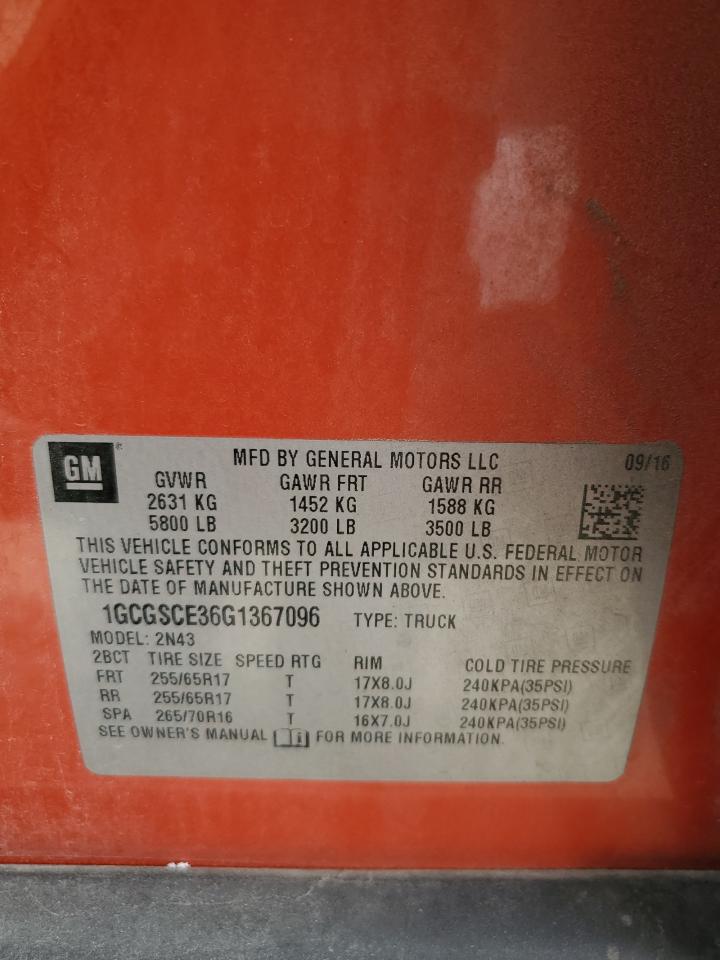 GM
MFD BY GENERAL MOTORS LLC 09/16
GVWR GAWR FRT GAWR RR
2631 KG 1452 KG 1588 KG
5800 LB 3200 LB 3500 LB
THIS VEHICLE CONFORMS TO ALL APPLICABLE U.S. FEDERAL MOTOR
VEHICLE SAFETY AND THEFT PREVENTION STANDARDS IN EFFECT ON
THE DATE OF MANUFACTURE SHOWN ABOVE.
1GCGSCE36G1367096 TYPE: TRUCK
MODEL: 2N43
2BCT TIRE SIZE SPEED RTG RIM COLD TIRE PRESSURE
FRT 255/65R17 T 17X8.0J 240KPA(35PSI)
RR 255/65R17 T 17X8.0J 240KPA(35PSI)
SPA 265/70R16 T 16X7.0J 240KPA(35PSI)
SEE OWNER'S MANUAL FOR MORE INFORMATION.